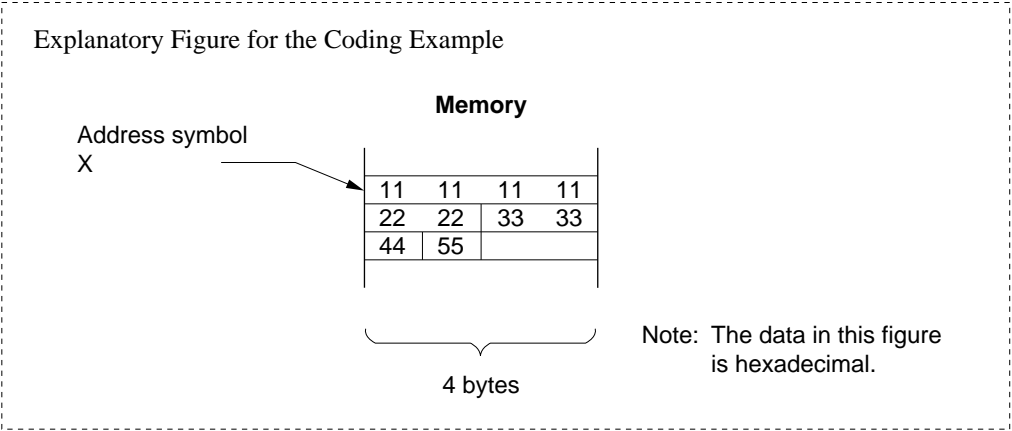 Explanatory Figure for the Coding Example
Memory
Address symbol
X
11 11 11 11
22 22 33 33
44 55
Note: The data in this figure
is hexadecimal.
4 bytes